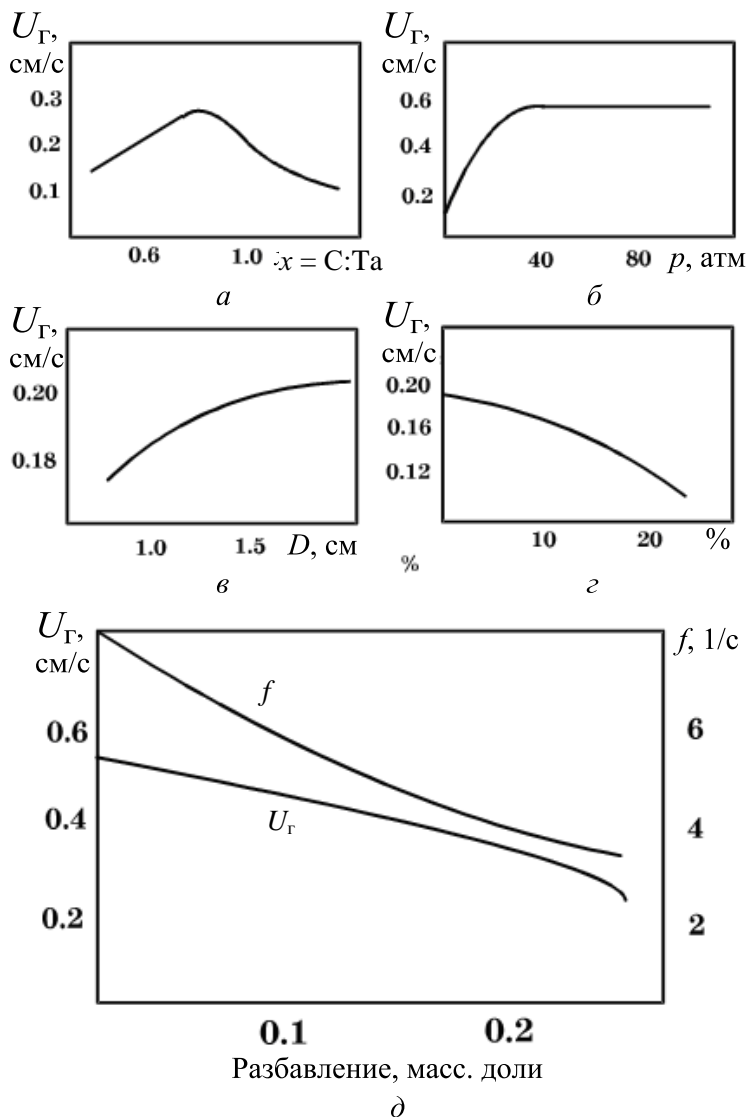 Uг,
см/с
0.3
0.2
0.1
0.6
1.0
x = C:Ta
а
Uг,
см/с
0.6
0.4
0.2
40
80
p, атм
б
Uг,
см/с
0.20
0.18
1.0
1.5
D, см
в
Uг,
см/с
0.20
0.16
0.12
10
20
%
%
г
Uг,
см/с
0.6
0.4
0.2
f
Uг
f, 1/с
6
4
2
0.1
0.2
Разбавление, масс. доли
д